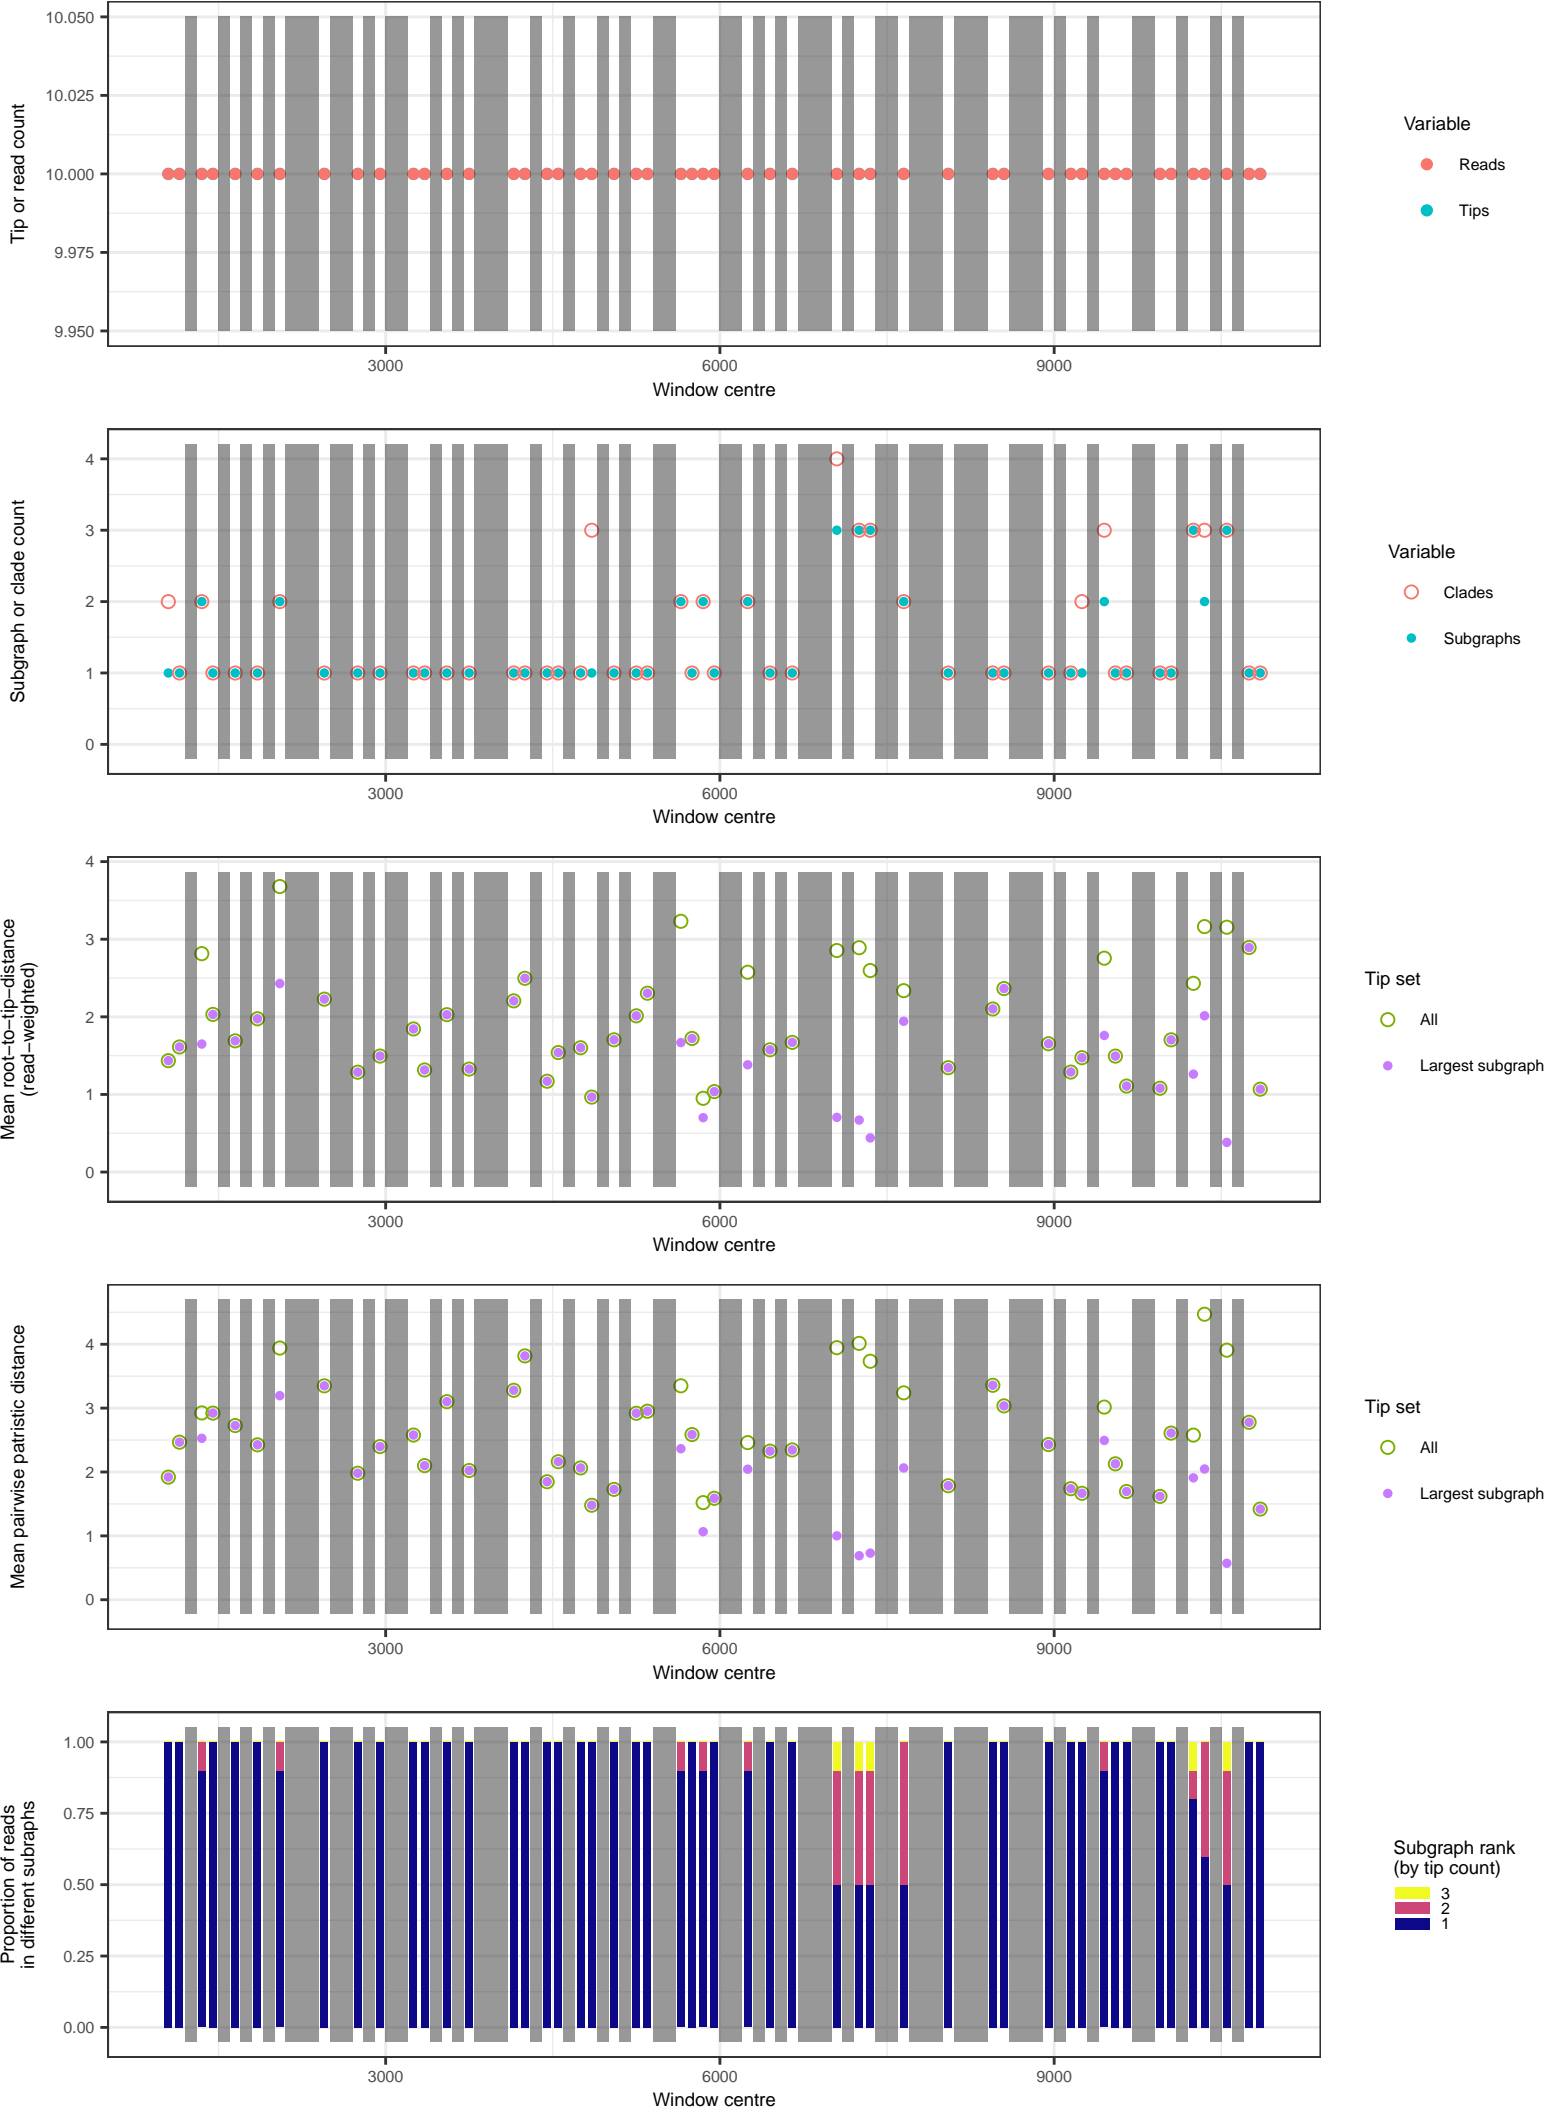 10.050
10.025
10.000
9.975
9.950
Tip or read count
3000
6000
9000
Window centre
Variable
Reads
Tips
4
3
2
1
0
Subgraph or clade count
3000
6000
9000
Window centre
Variable
Clades
Subgraphs
4
3
2
1
0
Mean root−to−tip−distance
(read−weighted)
3000
6000
9000
Window centre
Tip set
All
Largest subgraph
4
3
2
1
0
Mean pairwise patristic distance
3000
6000
9000
Window centre
Tip set
All
Largest subgraph
1.00
0.75
0.50
0.25
0.00
Proportion of reads
in different subraphs
3000
6000
9000
Window centre
Subgraph rank
(by tip count)
3
2
1